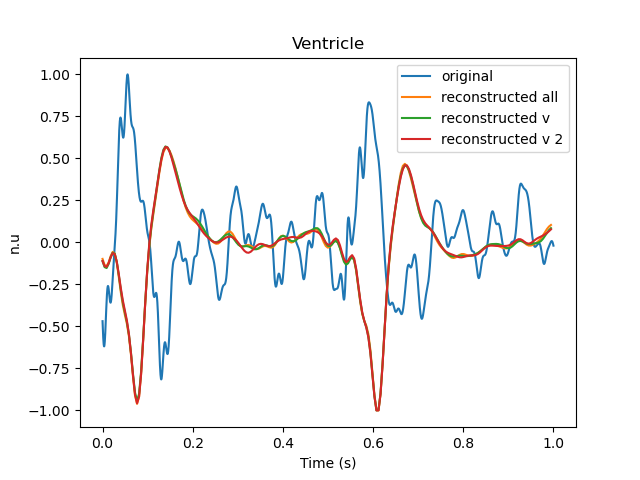 Ventricle
original
reconstructed all
reconstructed v
reconstructed v 2
1.00
0.75
0.50
0.25
0.00
−0.25
−0.50
−0.75
−1.00
n.u
0.0 0.2 0.4 0.6 0.8 1.0
Time (s)